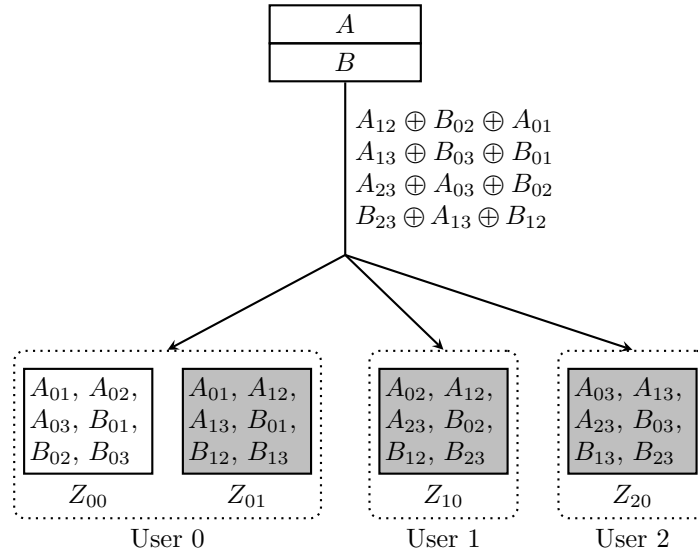 A
B
A₁₂ ⊕ B₀₂ ⊕ A₀₁
A₁₃ ⊕ B₀₃ ⊕ B₀₁
A₂₃ ⊕ A₀₃ ⊕ B₀₂
B₂₃ ⊕ A₁₃ ⊕ B₁₂
A₀₁, A₀₂,
A₀₃, B₀₁,
B₀₂, B₀₃
Z₀₀
A₀₁, A₁₂,
A₁₃, B₀₁,
B₁₂, B₁₃
Z₀₁
User 0
A₀₂, A₁₂,
A₂₃, B₀₂,
B₁₂, B₂₃
Z₁₀
User 1
A₀₃, A₁₃,
A₂₃, B₀₃,
B₁₃, B₂₃
Z₂₀
User 2